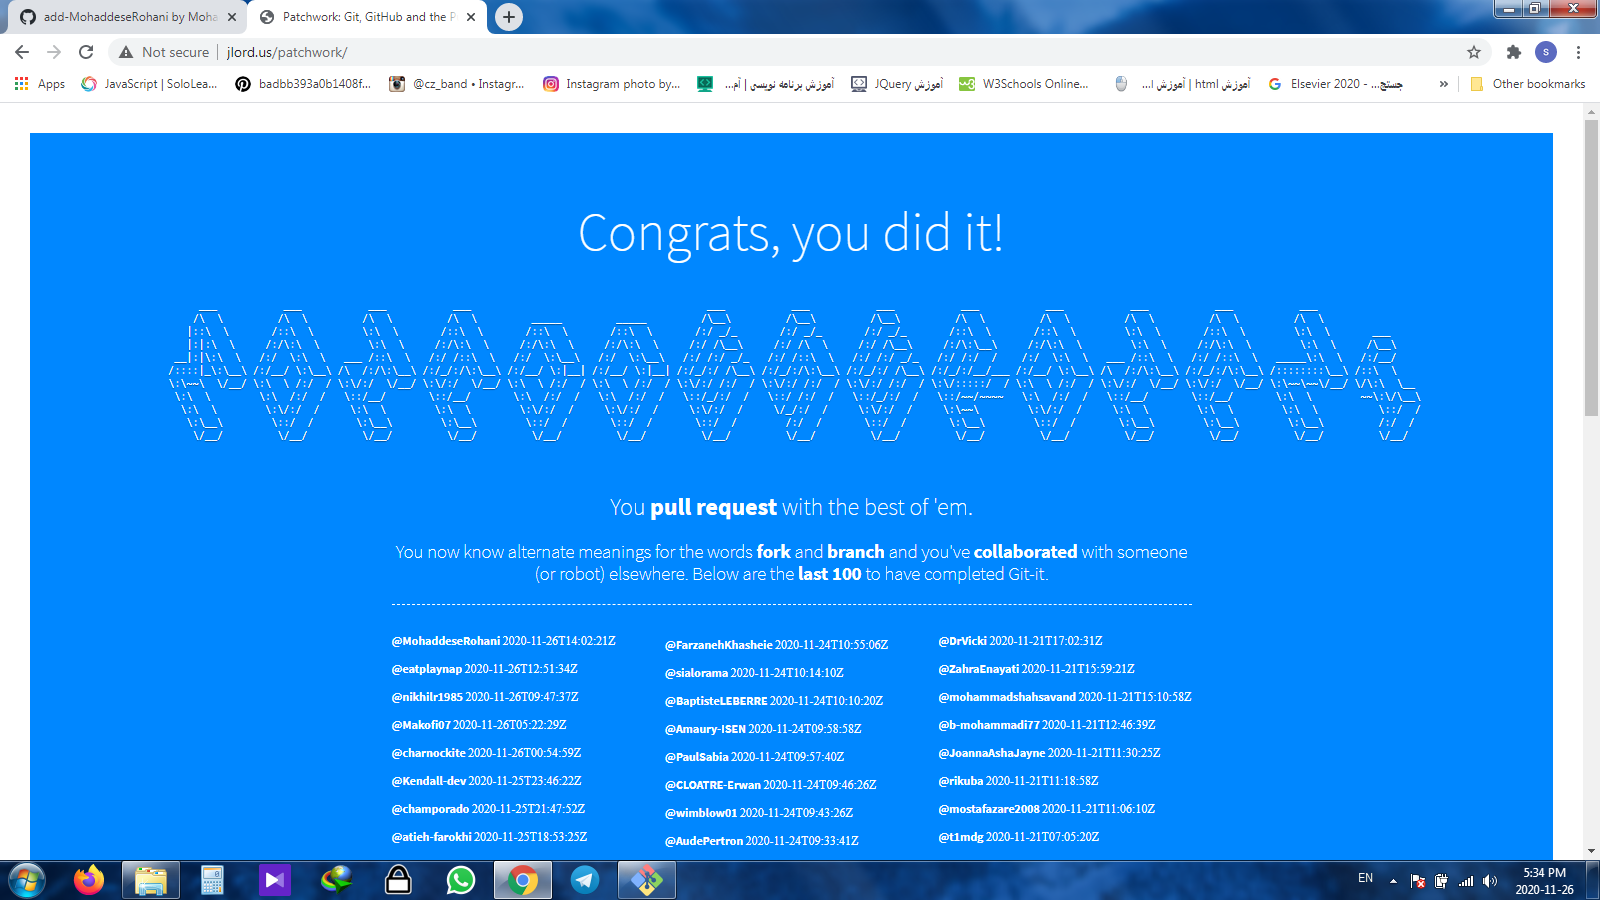 add-MohaddeseRohani by Moha
Patchwork: Git, GitHub and the P
Not secure
jlord.us/patchwork/
S
Apps
JavaScript | SoloLea...
badbb393a0b1408f...
@cz_band • Instagr...
Instagram photo by...
آموزش برنامه نویسی | آم...
آموزش JQuery
W3Schools Online...
آموزش html | آموزش ا...
Elsevier 2020 - جستج...
»
Other bookmarks
Congrats, you did it!
You pull request with the best of 'em.
You now know alternate meanings for the words fork and branch and you've collaborated with someone
(or robot) elsewhere. Below are the last 100 to have completed Git-it.
@MohaddeseRohani 2020-11-26T14:02:21Z
@eatplaynap 2020-11-26T12:51:34Z
@nikhilr1985 2020-11-26T09:47:37Z
@Makofi07 2020-11-26T05:22:29Z
@charnockite 2020-11-26T00:54:59Z
@Kendall-dev 2020-11-25T23:46:22Z
@champorado 2020-11-25T21:47:52Z
@atieh-farokhi 2020-11-25T18:53:25Z
@FarzanehKhasheie 2020-11-24T10:55:06Z
@sialorama 2020-11-24T10:14:10Z
@BaptisteLEBERRE 2020-11-24T10:10:20Z
@Amaury-ISEN 2020-11-24T09:58:58Z
@PaulSabia 2020-11-24T09:57:40Z
@CLOATRE-Erwan 2020-11-24T09:46:26Z
@wimblow01 2020-11-24T09:43:26Z
@AudePertron 2020-11-24T09:33:41Z
@DrVicki 2020-11-21T17:02:31Z
@ZahraEnayati 2020-11-21T15:59:21Z
@mohammadshahsavand 2020-11-21T15:10:58Z
@b-mohammadi77 2020-11-21T12:46:39Z
@JoannaAshaJayne 2020-11-21T11:30:25Z
@rikuba 2020-11-21T11:18:58Z
@mostafazare2008 2020-11-21T11:06:10Z
@t1mdg 2020-11-21T07:05:20Z
EN
5:34 PM
2020-11-26